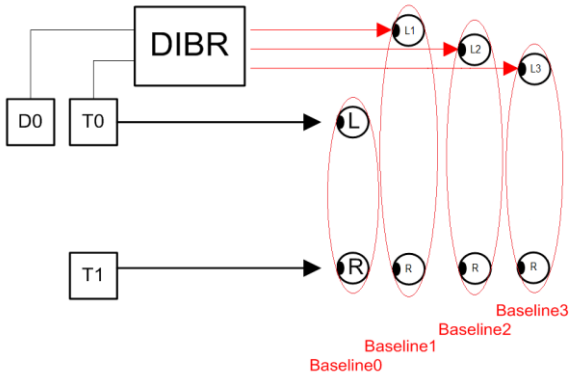 DIBR
L1
L2
L3
D0
T0
L
T1
R
R
R
R
Baseline3
Baseline2
Baseline1
Baseline0